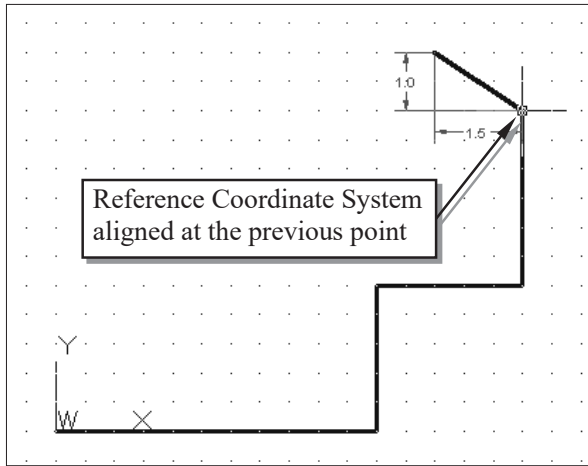 1.0
1.5
Reference Coordinate System
aligned at the previous point
Y
W X